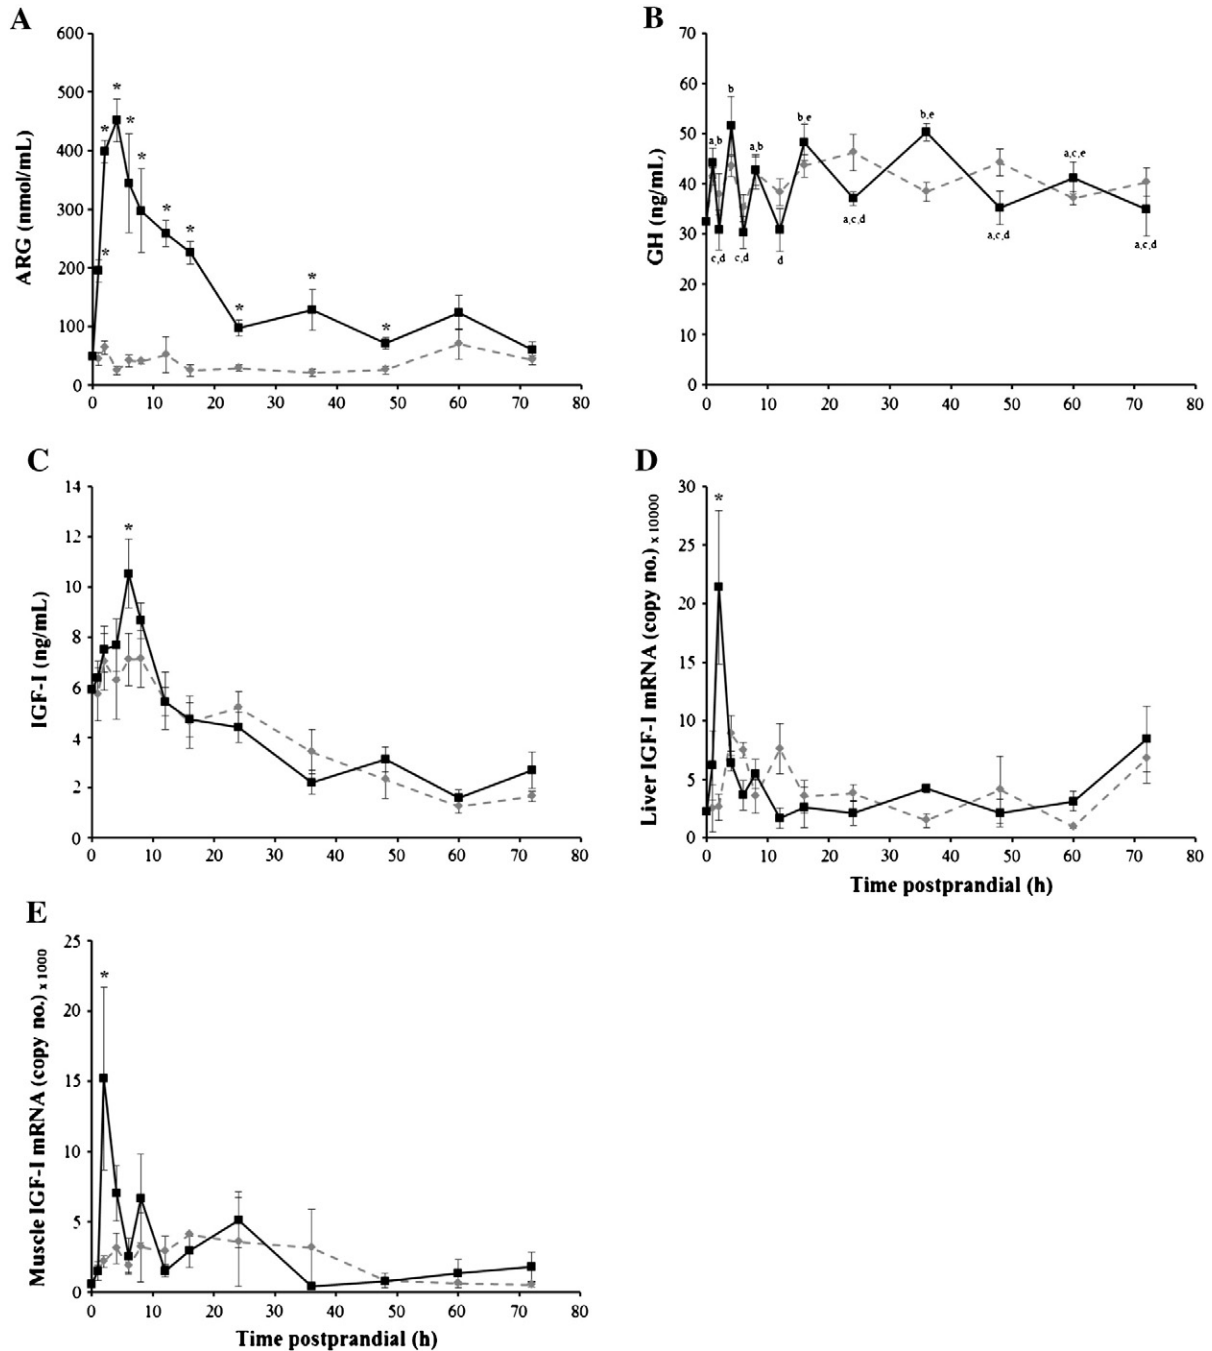 A
600
500
400
300
200
100
0
ARG (nmol/mL)
* * * * * * * * * * *
0 10 20 30 40 50 60 70 80
B
70
60
50
40
30
20
10
0
GH (ng/mL)
b
a,b a,b b,e b,e a,c,e
c,d c,d d a,c,d a,c,d a,c,d
0 10 20 30 40 50 60 70 80
C
14
12
10
8
6
4
2
0
IGF-I (ng/mL)
*
0 10 20 30 40 50 60 70 80
D
30
25
20
15
10
5
0
Liver IGF-I mRNA (copy no.) x 10000
*
0 10 20 30 40 50 60 70 80
Time postprandial (h)
E
25
20
15
10
5
0
Muscle IGF-I mRNA (copy no.) x 1000
*
0 10 20 30 40 50 60 70 80
Time postprandial (h)